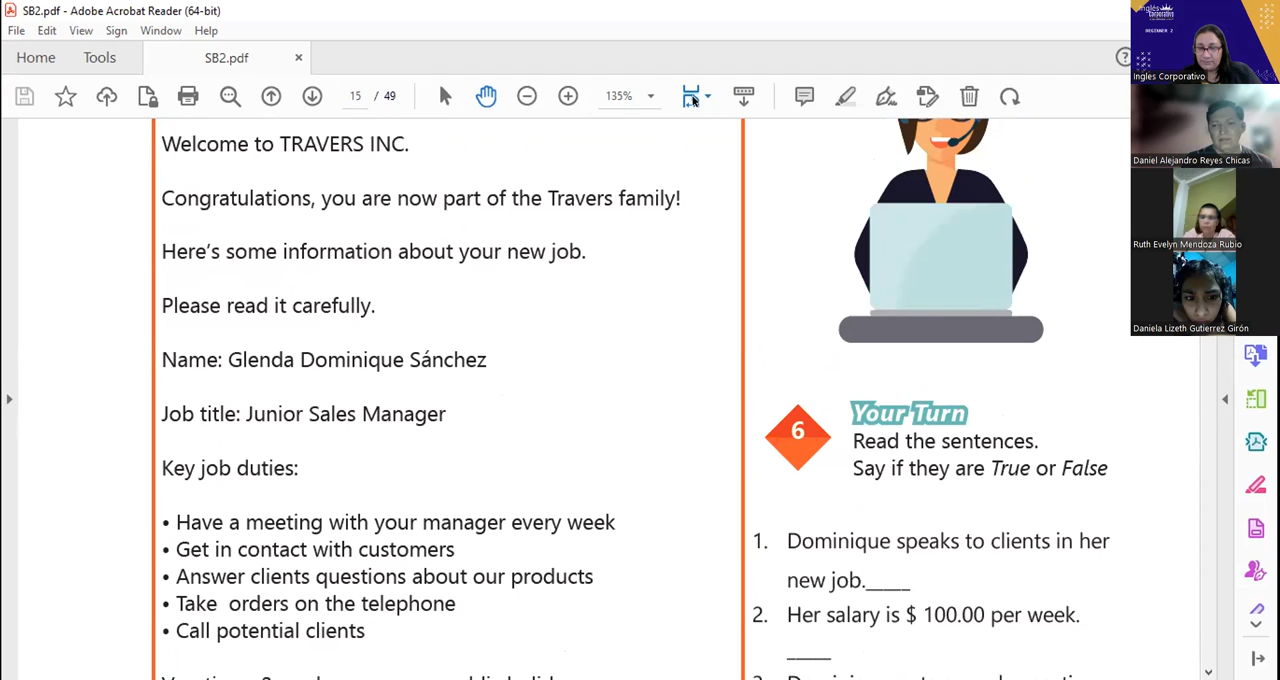 SB2.pdf - Adobe Acrobat Reader (64-bit)
File Edit View Sign Window Help
Home Tools SB2.pdf ×
15 / 49 135%
Welcome to TRAVERS INC.
Congratulations, you are now part of the Travers family!
Here's some information about your new job.
Please read it carefully.
Name: Glenda Dominique Sánchez
Job title: Junior Sales Manager
Key job duties:
• Have a meeting with your manager every week
• Get in contact with customers
• Answer clients questions about our products
• Take orders on the telephone
• Call potential clients
6
Your Turn
Read the sentences.
Say if they are True or False
1. Dominique speaks to clients in her
new job._____
2. Her salary is $ 100.00 per week.
_____
Inglés
Corporativo
BEGINNER 2
Ingles Corporativo
Daniel Alejandro Reyes Chicas
Ruth Evelyn Mendoza Rubio
Daniela Lizeth Gutierrez Girón